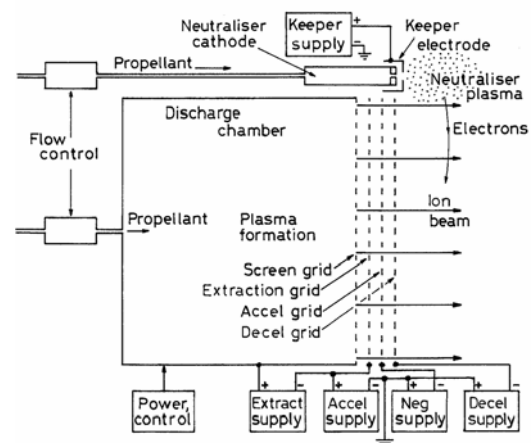 Neutraliser
cathode
Keeper
supply
+
-
Keeper
electrode
Propellant
Neutraliser
plasma
Discharge
chamber
Electrons
Flow
control
Ion
beam
Propellant
Plasma
formation
Screen grid
Extraction grid
Accel grid
Decel grid
Power,
control
+ -
Extract
supply
+ -
Accel
supply
+ -
Neg
supply
+ -
Decel
supply